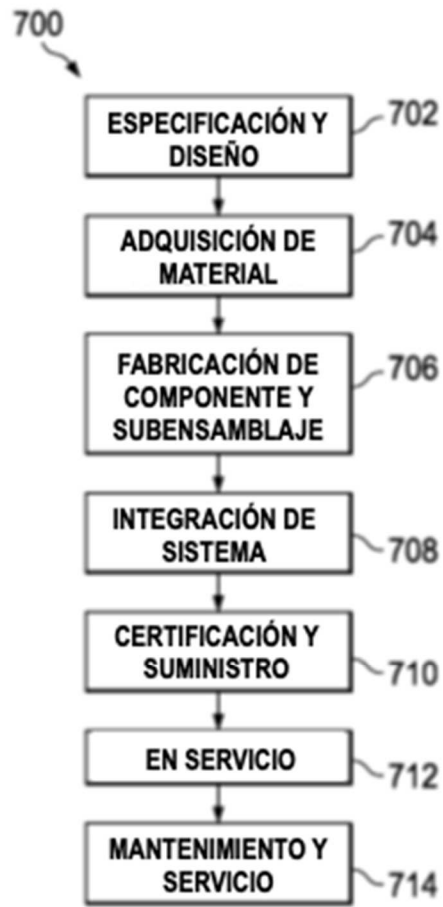 700
ESPECIFICACIÓN Y
DISEÑO
702
ADQUISICIÓN DE
MATERIAL
704
FABRICACIÓN DE
COMPONENTE Y
SUBENSAMBLAJE
706
INTEGRACIÓN DE
SISTEMA
708
CERTIFICACIÓN Y
SUMINISTRO
710
EN SERVICIO
712
MANTENIMIENTO Y
SERVICIO
714